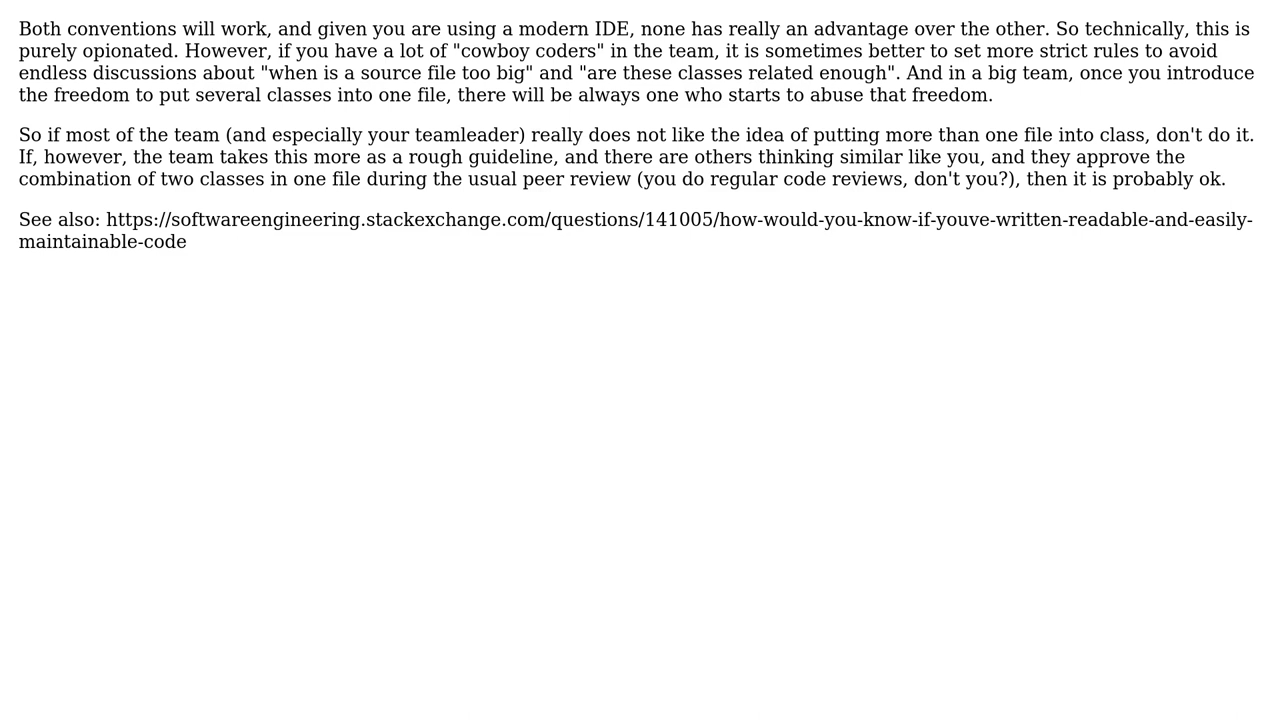 Both conventions will work, and given you are using a modern IDE, none has really an advantage over the other. So technically, this is
purely opionated. However, if you have a lot of "cowboy coders" in the team, it is sometimes better to set more strict rules to avoid
endless discussions about "when is a source file too big" and "are these classes related enough". And in a big team, once you introduce
the freedom to put several classes into one file, there will be always one who starts to abuse that freedom.
So if most of the team (and especially your teamleader) really does not like the idea of putting more than one file into class, don't do it.
If, however, the team takes this more as a rough guideline, and there are others thinking similar like you, and they approve the
combination of two classes in one file during the usual peer review (you do regular code reviews, don't you?), then it is probably ok.
See also: https://softwareengineering.stackexchange.com/questions/141005/how-would-you-know-if-youve-written-readable-and-easily-
maintainable-code